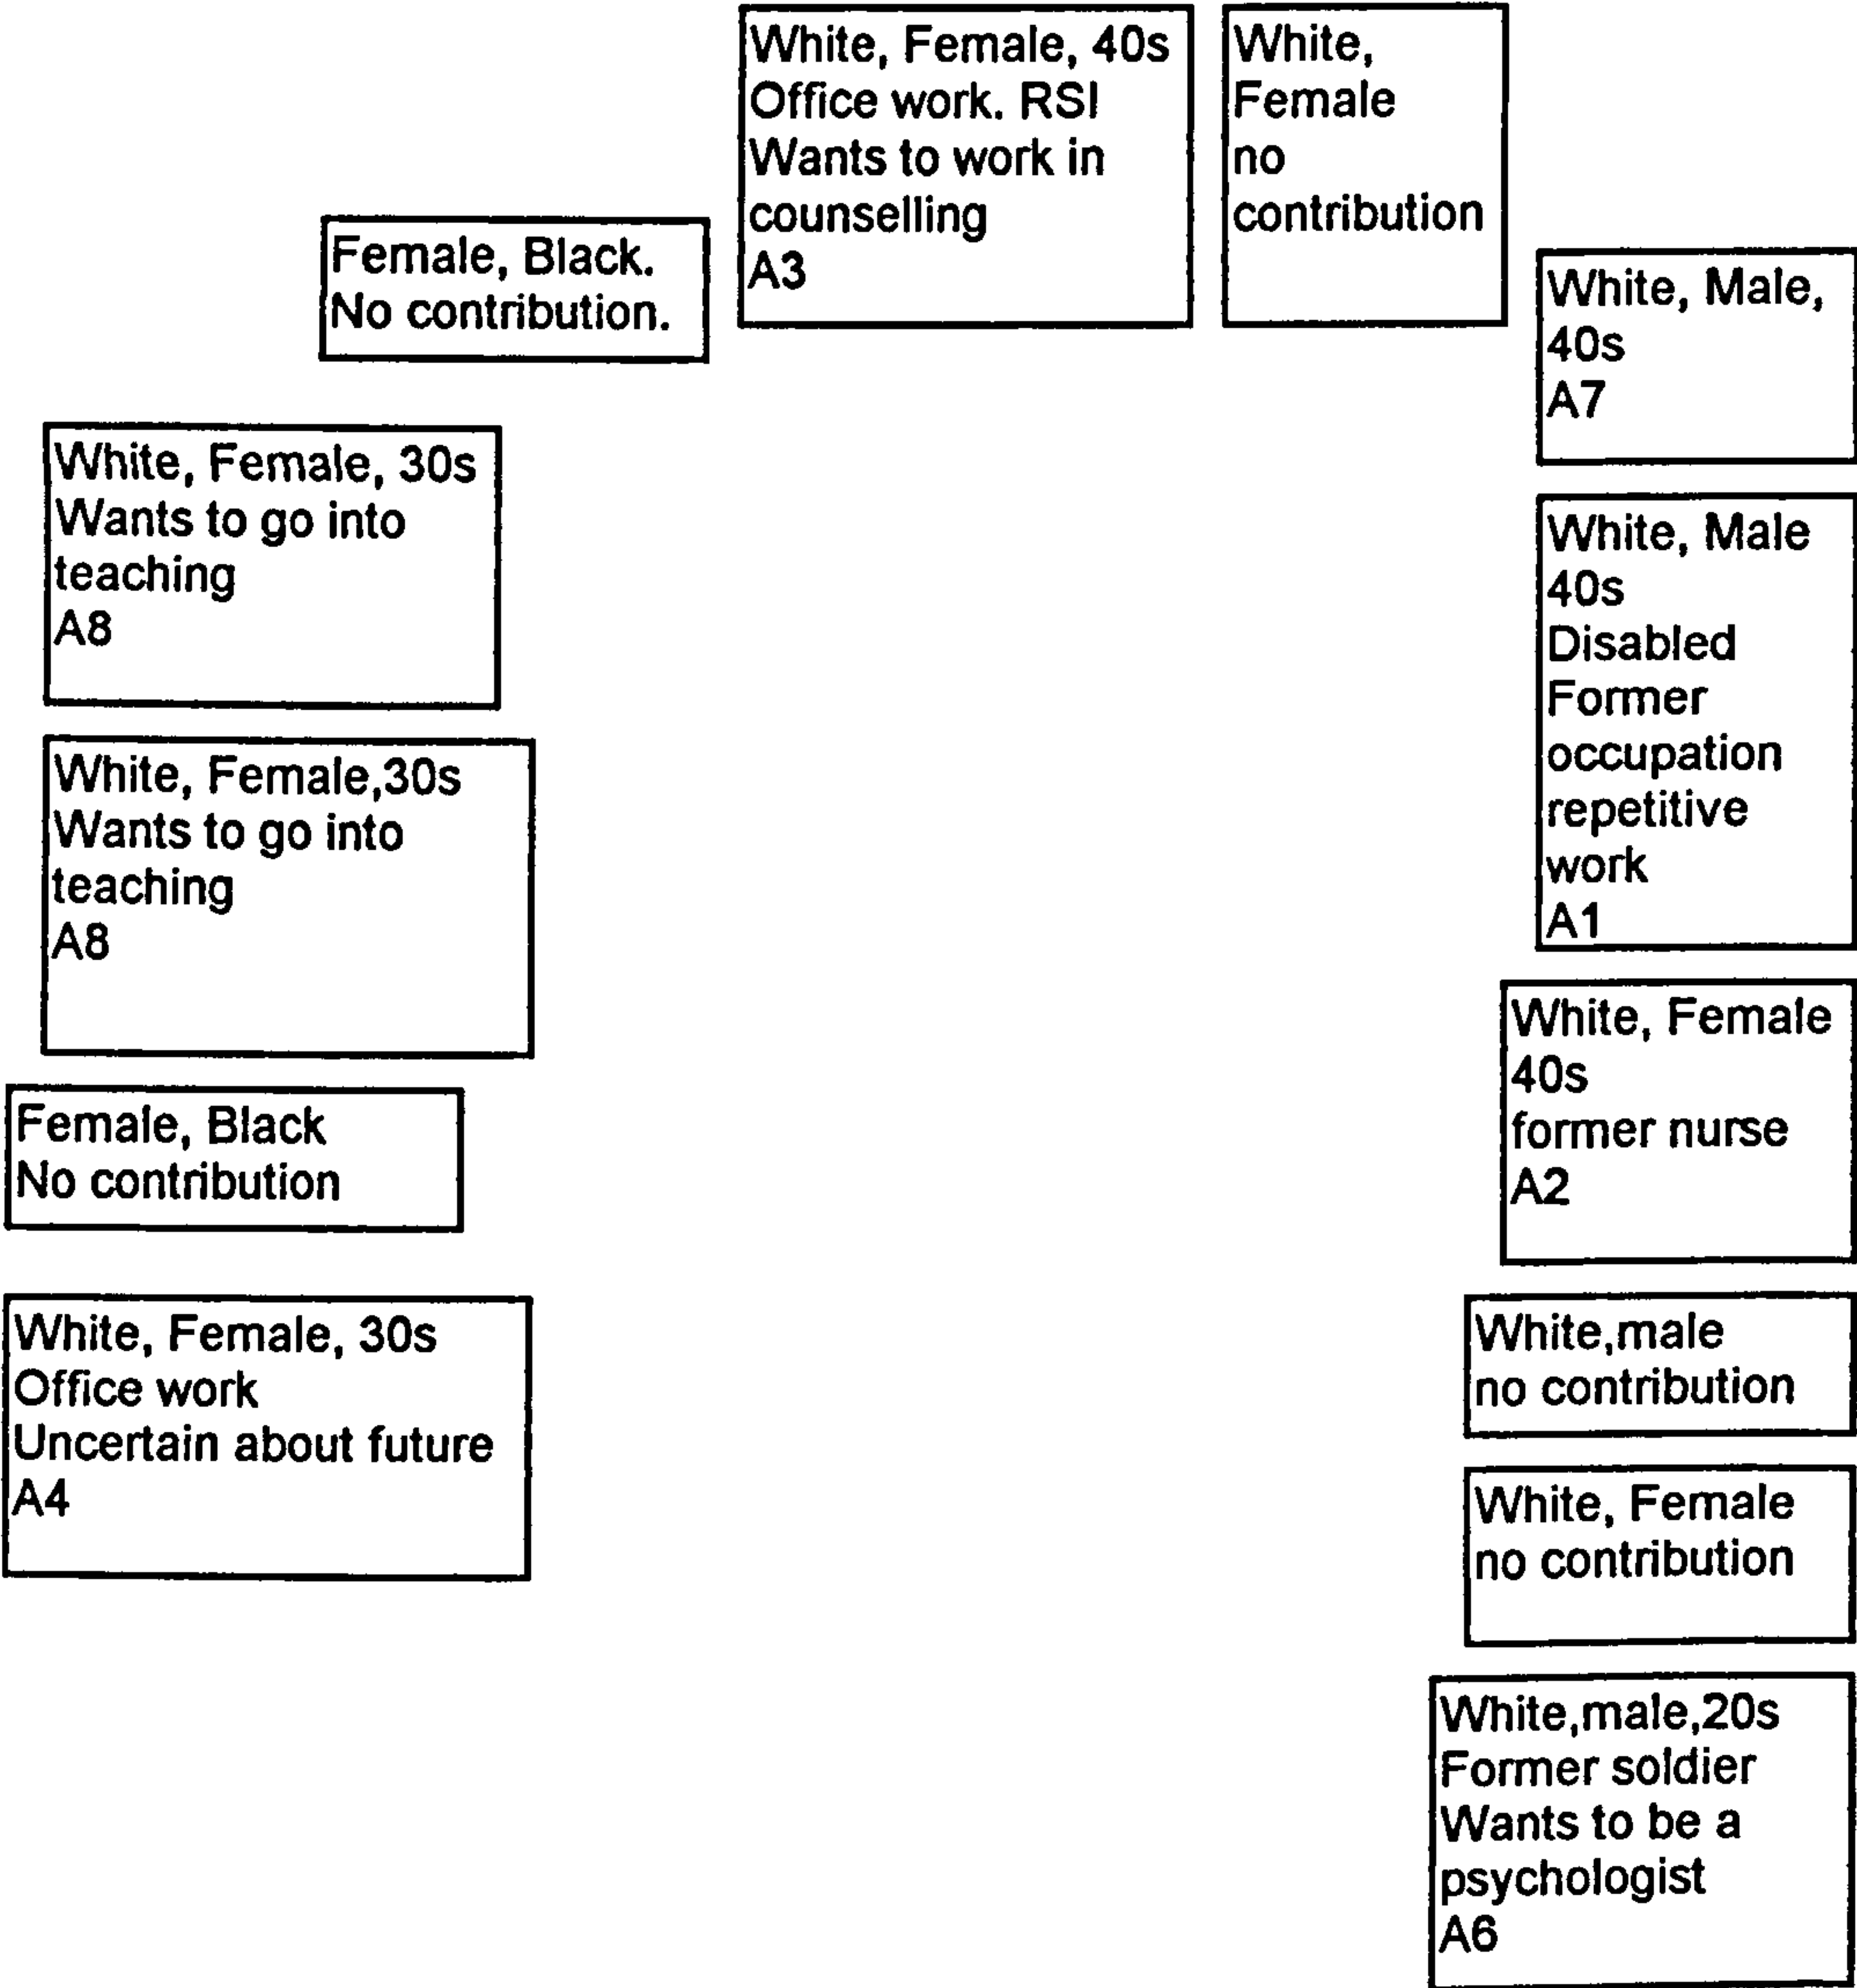 White, Female, 40s
Office work. RSI
Wants to work in
counselling
A3
White,
Female
no
contribution
Female, Black.
No contribution.
White, Male,
40s
A7
White, Female, 30s
Wants to go into
teaching
A8
White, Male
40s
Disabled
Former
occupation
repetitive
work
A1
White, Female,30s
Wants to go into
teaching
A8
White, Female
40s
former nurse
A2
Female, Black
No contribution
White, Female, 30s
Office work
Uncertain about future
A4
White,male
no contribution
White, Female
no contribution
White,male,20s
Former soldier
Wants to be a
psychologist
A6